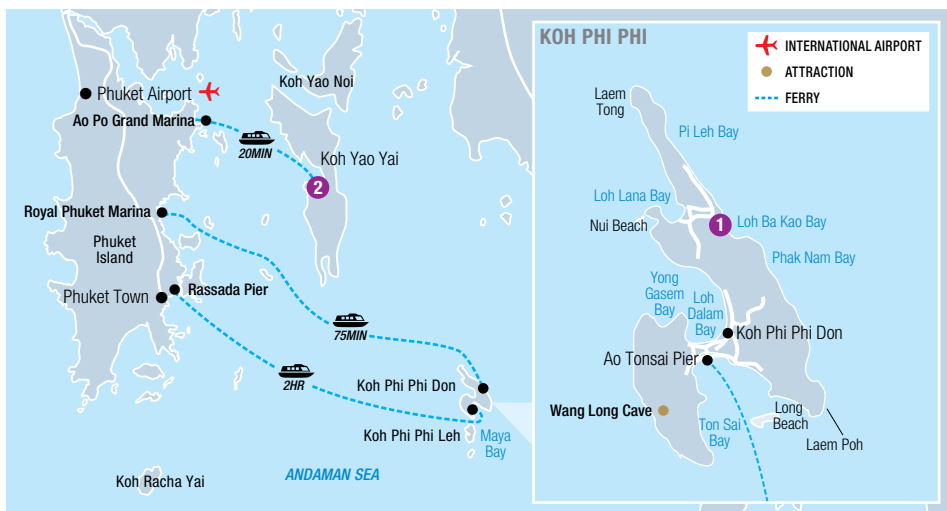 Koh Yao Noi
Phuket Airport
Ao Po Grand Marina
20MIN
Koh Yao Yai
2
Royal Phuket Marina
Phuket
Island
Rassada Pier
Phuket Town
75MIN
2HR
Koh Phi Phi Don
Koh Phi Phi Leh
Maya
Bay
ANDAMAN SEA
Koh Racha Yai
KOH PHI PHI
INTERNATIONAL AIRPORT
ATTRACTION
FERRY
Laem
Tong
Pi Leh Bay
Loh Lana Bay
Nui Beach
1
Loh Ba Kao Bay
Phak Nam Bay
Yong
Gasem
Bay
Loh
Dalam
Bay
Koh Phi Phi Don
Ao Tonsai Pier
Wang Long Cave
Ton Sai
Bay
Long
Beach
Laem Poh